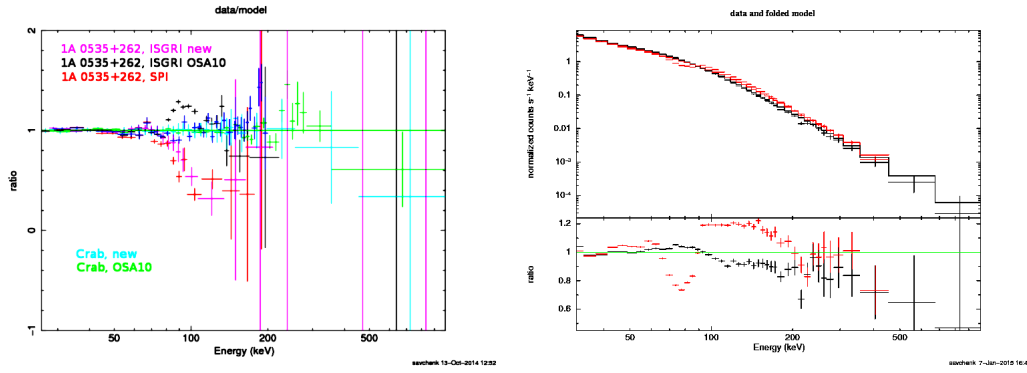 data/model
2
1A 0535+262, ISGRI new
1A 0535+262, ISGRI OSA10
1A 0535+262, SPI
1
ratio
0
Crab, new
Crab, OSA10
-1
50 100 200 500
Energy (keV)
savchenk 13-Oct-2014 12:52
data and folded model
normalized counts s⁻¹ keV⁻¹
1
0.1
0.01
10⁻³
10⁻⁴
ratio
1.2
1
0.8
0.6
50 100 200 500
Energy (keV)
savchenk 7-Jan-2015 16:4